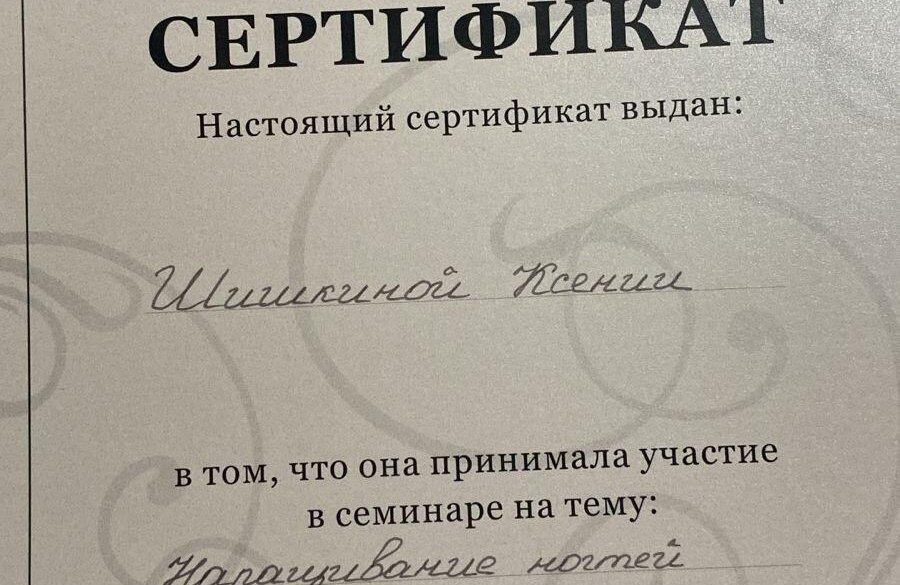 СЕРТИФИКАТ
Настоящий сертификат выдан:
Шишкиной Ксении
в том, что она принимала участие
в семинаре на тему:
Наращивание ногтей